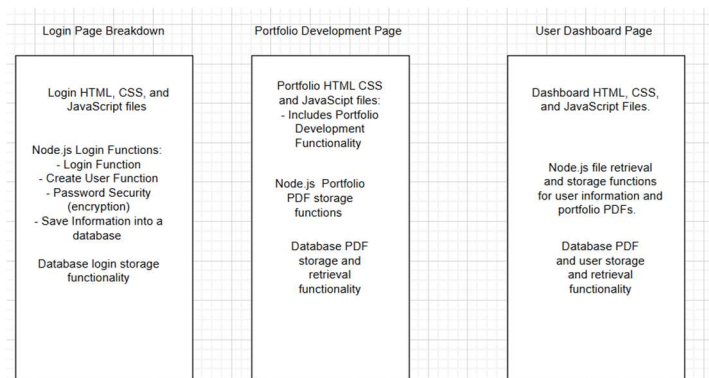 Login Page Breakdown
Login HTML, CSS, and
JavaScript files
Node.js Login Functions:
- Login Function
- Create User Function
- Password Security
(encryption)
- Save Information into a
database
Database login storage
functionality
Portfolio Development Page
Portfolio HTML CSS
and JavaScipt files:
- Includes Portfolio
Development
Functionality
Node.js Portfolio
PDF storage
functions
Database PDF
storage and
retrieval
functionality
User Dashboard Page
Dashboard HTML, CSS,
and JavaScript Files.
Node.js file retrieval
and storage functions
for user information and
portfolio PDFs.
Database PDF
and user storage
and retrieval
functionality